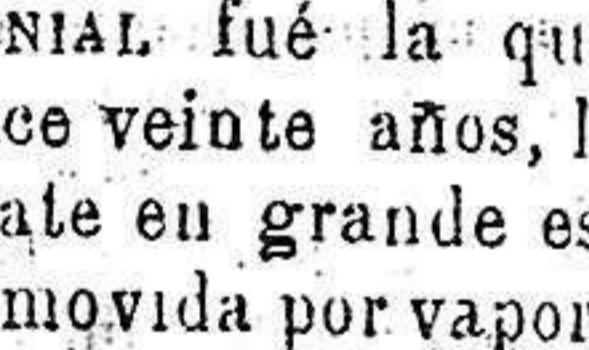 NIAL fué la qu
ce veinte años, l
ate en grande es
movida por vapor